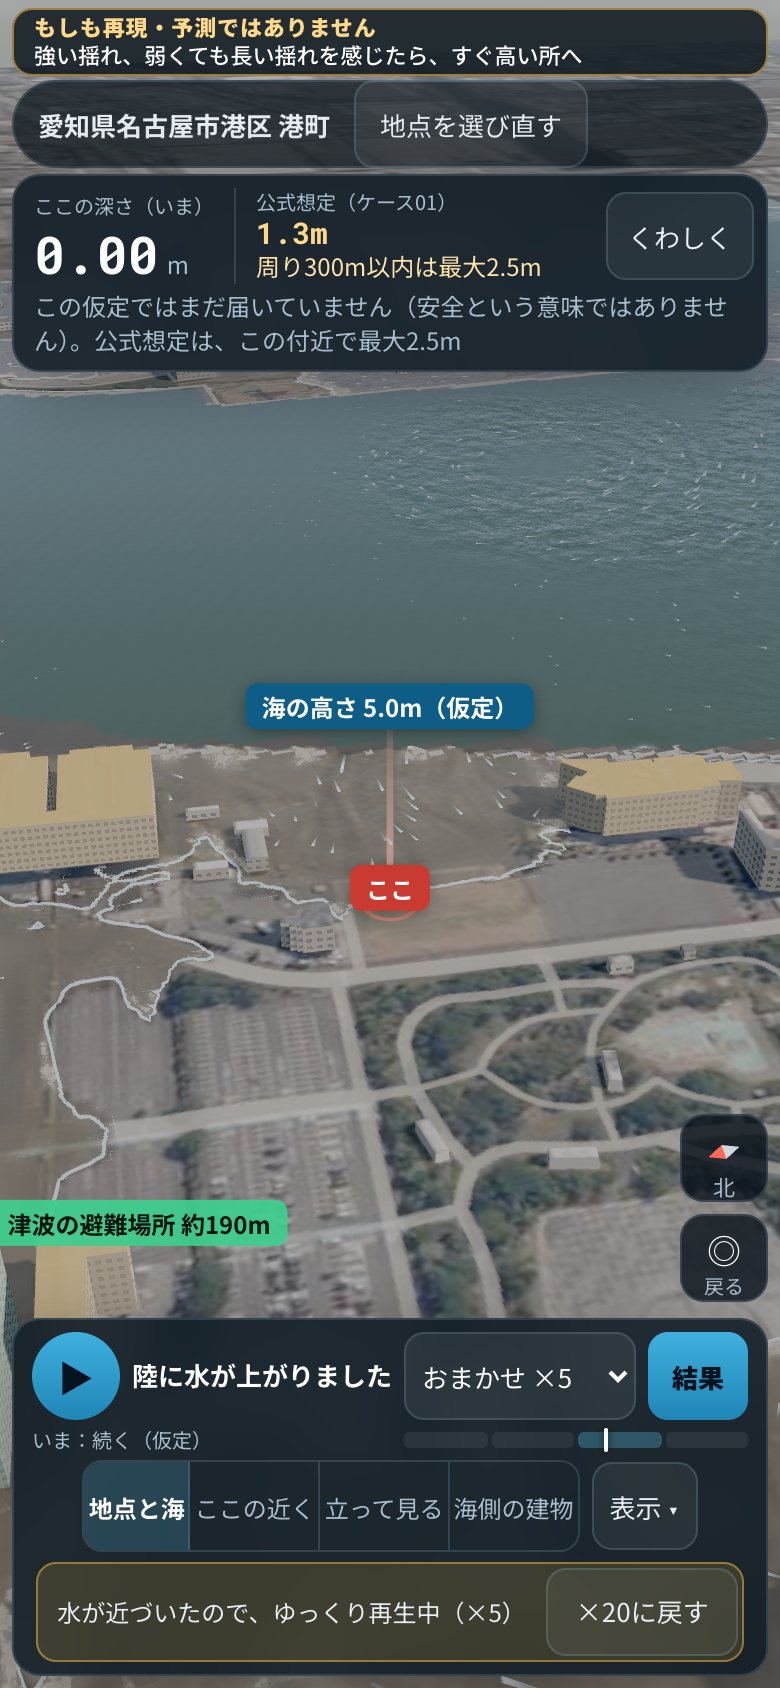 もしも再現・予測ではありません
強い揺れ、弱くても長い揺れを感じたら、すぐ高い所へ
愛知県名古屋市港区 港町
地点を選び直す
ここの深さ（いま）
0.00 m
公式想定（ケース01）
1.3m
周り300m以内は最大2.5m
くわしく
この仮定ではまだ届いていません（安全という意味ではありませ
ん）。公式想定は、この付近で最大2.5m
海の高さ 5.0m（仮定）
ここ
北
戻る
津波の避難場所 約190m
陸に水が上がりました
おまかせ ×5
結果
いま：続く（仮定）
地点と海
ここの近く
立って見る
海側の建物
表示 ▾
水が近づいたので、ゆっくり再生中（×5）
×20に戻す